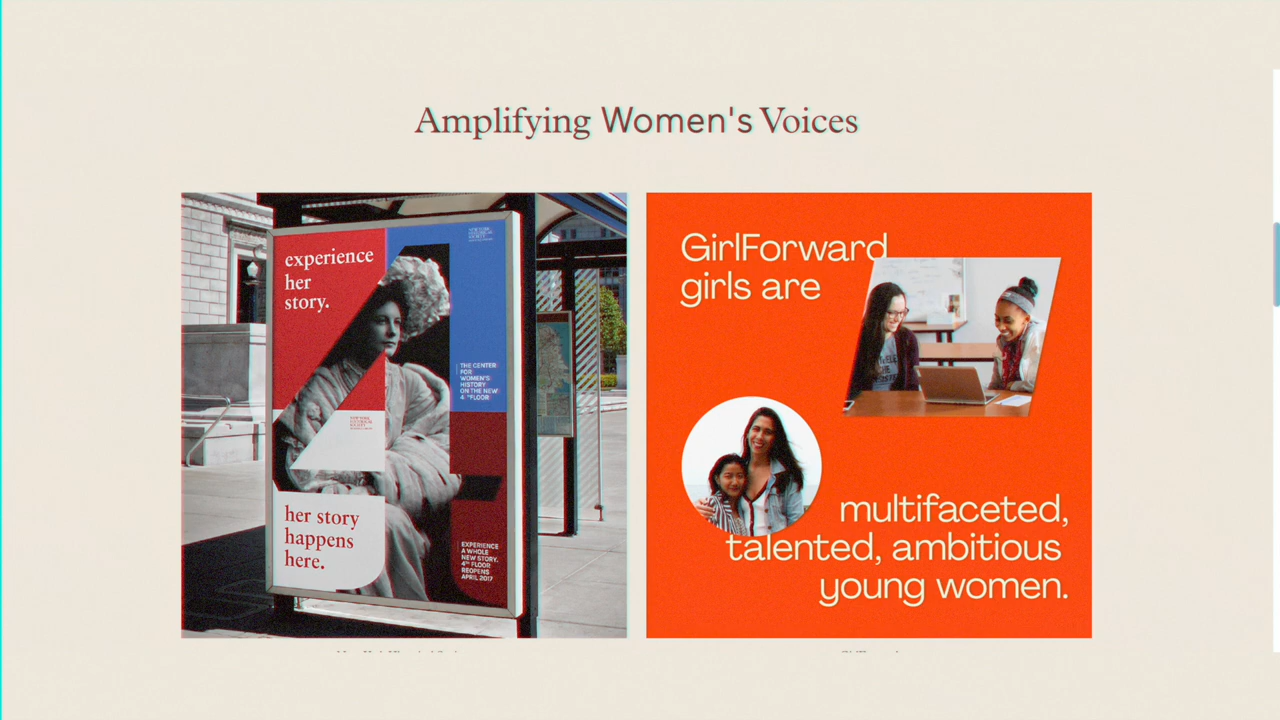 Amplifying Women's Voices
experience
her
story.
THE CENTER
FOR
WOMEN'S
HISTORY
ON THE NEW
4TH FLOOR
her story
happens
here.
EXPERIENCE
A WHOLE
NEW STORY.
4TH FLOOR
REOPENS
APRIL 2017
GirlForward
girls are
multifaceted,
talented, ambitious
young women.